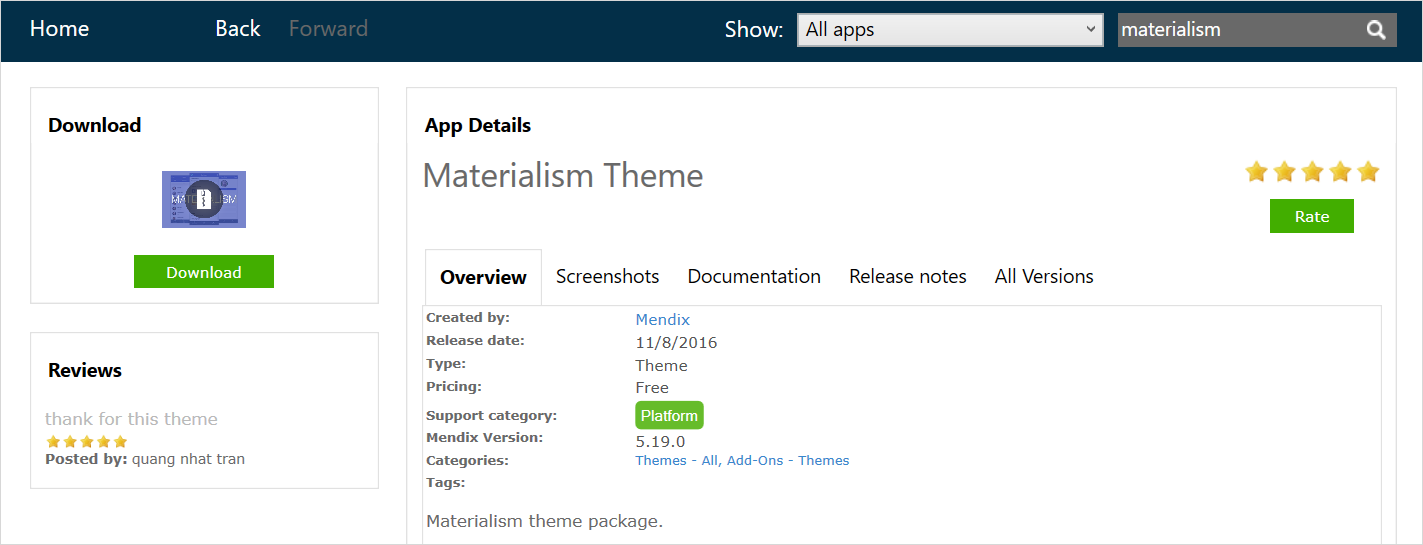 Home Back Forward Show: All apps materialism
Download
MATERIALISM
Download
Reviews
thank for this theme
Posted by: quang nhat tran
App Details
Materialism Theme
Rate
Overview Screenshots Documentation Release notes All Versions
Created by: Mendix
Release date: 11/8/2016
Type: Theme
Pricing: Free
Support category: Platform
Mendix Version: 5.19.0
Categories: Themes - All, Add-Ons - Themes
Tags:
Materialism theme package.